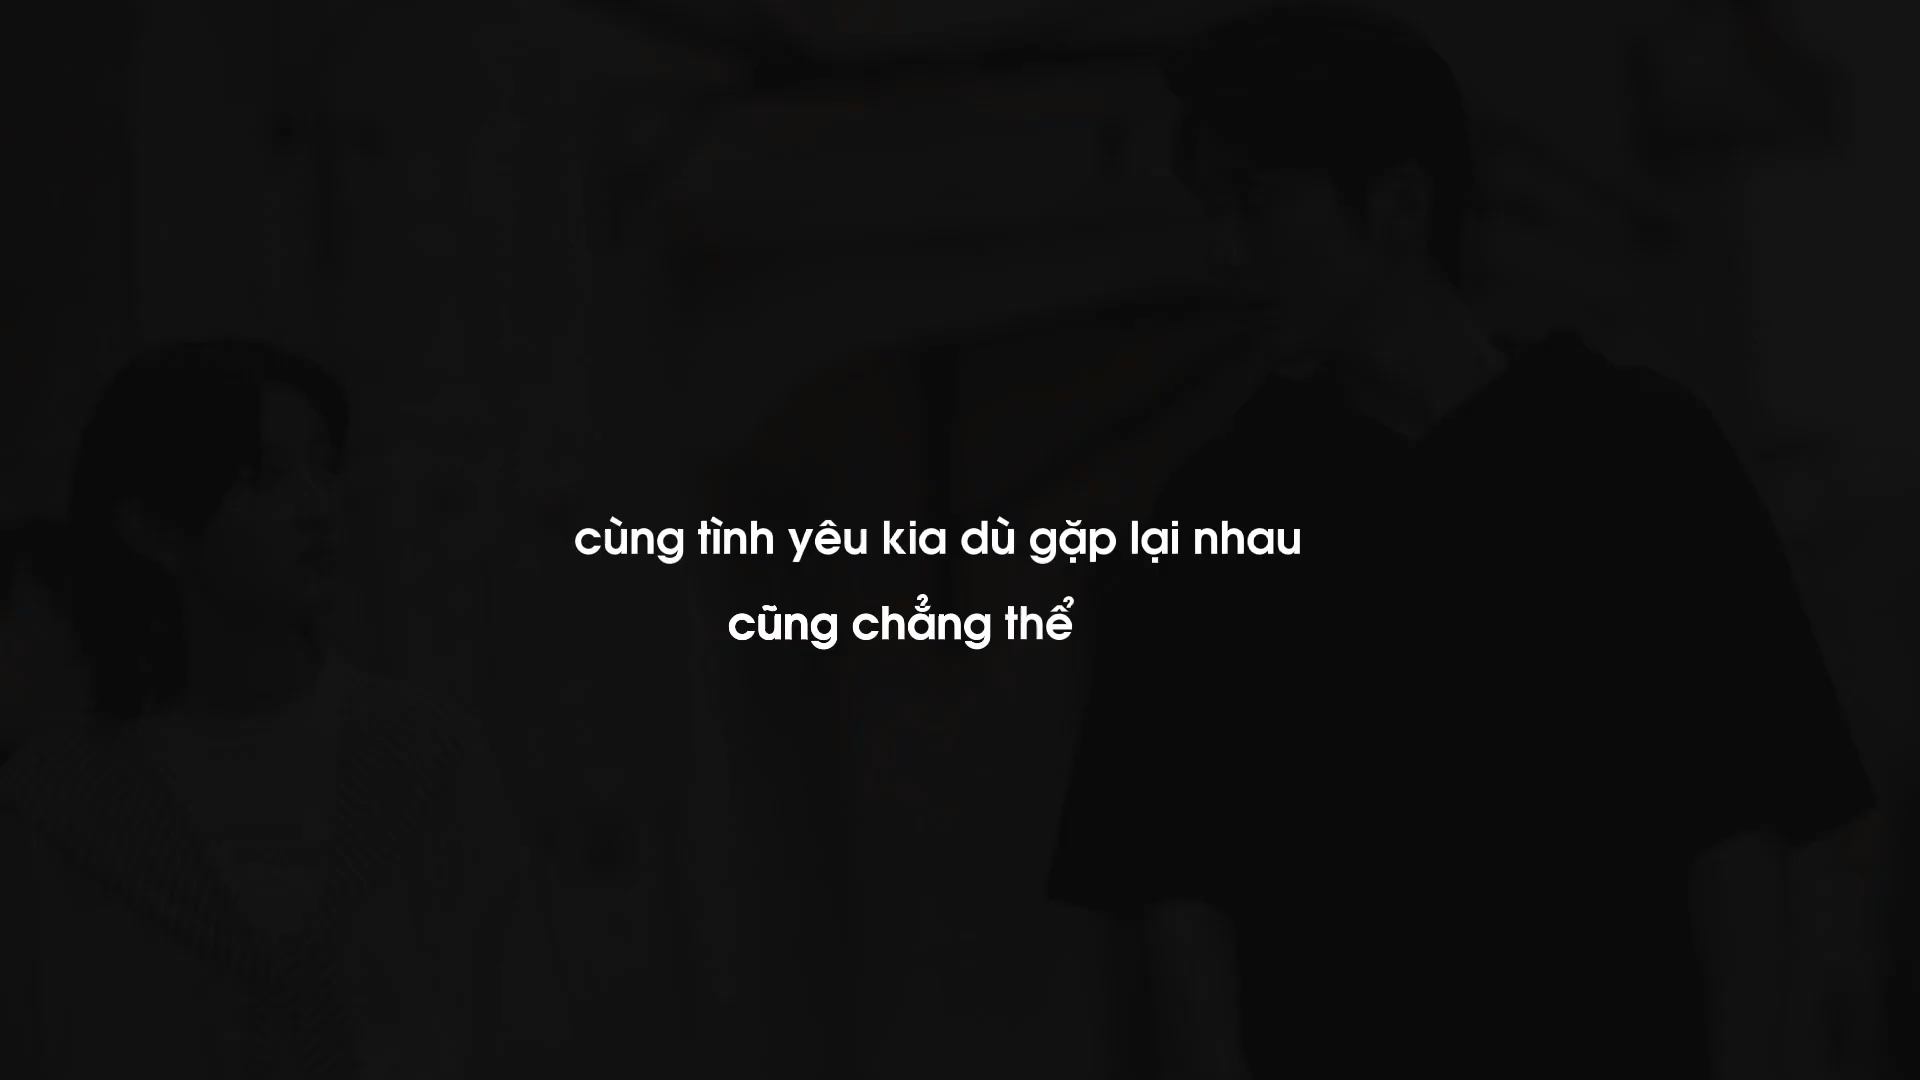 cùng tình yêu kia dù gặp lại nhau
cũng chẳng thể